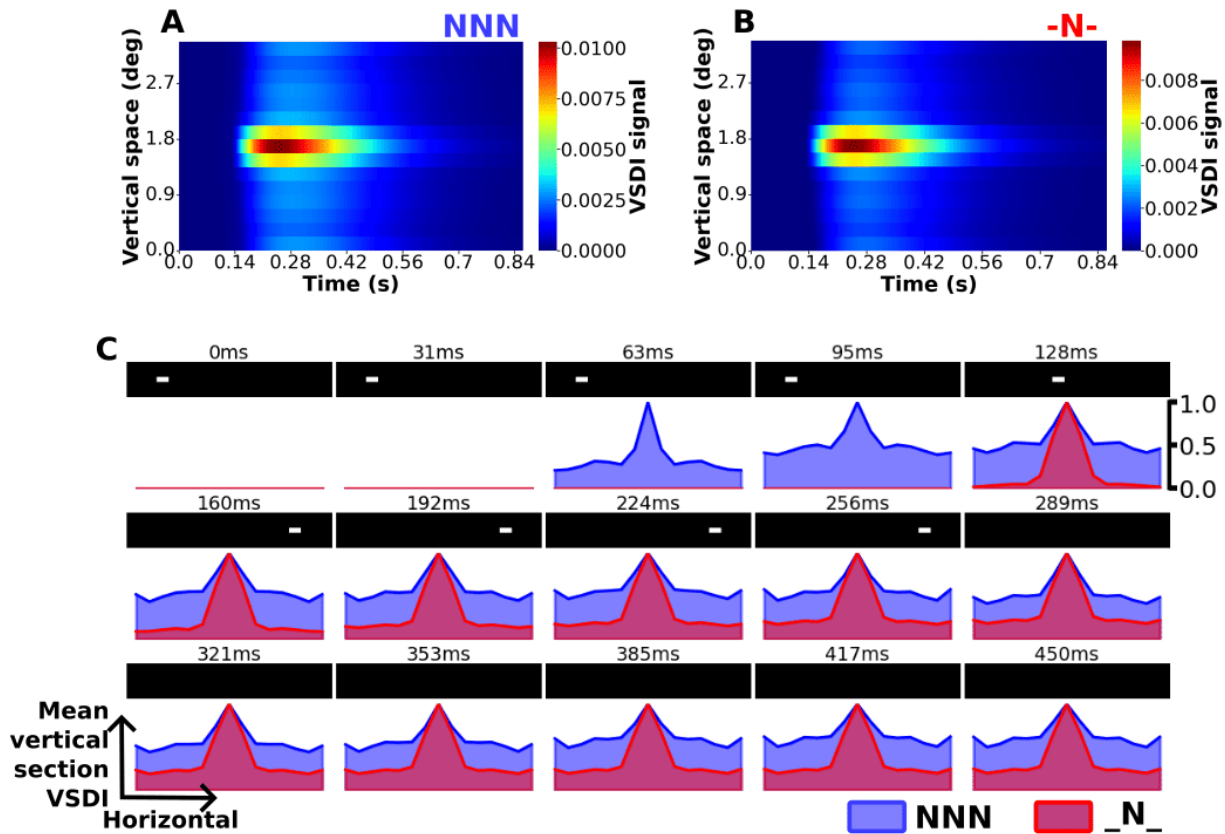 A
NNN
Vertical space (deg)
2.7
1.8
0.9
0.0
0.0 0.14 0.28 0.42 0.56 0.7 0.84
Time (s)
0.0100
0.0075
0.0050
0.0025
0.0000
VSDI signal
B
-N-
Vertical space (deg)
2.7
1.8
0.9
0.0
0.0 0.14 0.28 0.42 0.56 0.7 0.84
Time (s)
0.008
0.006
0.004
0.002
0.000
VSDI signal
C
0ms 31ms 63ms 95ms 128ms
1.0
0.5
0.0
160ms 192ms 224ms 256ms 289ms
321ms 353ms 385ms 417ms 450ms
Mean
vertical
section
VSDI
Horizontal
NNN _N_